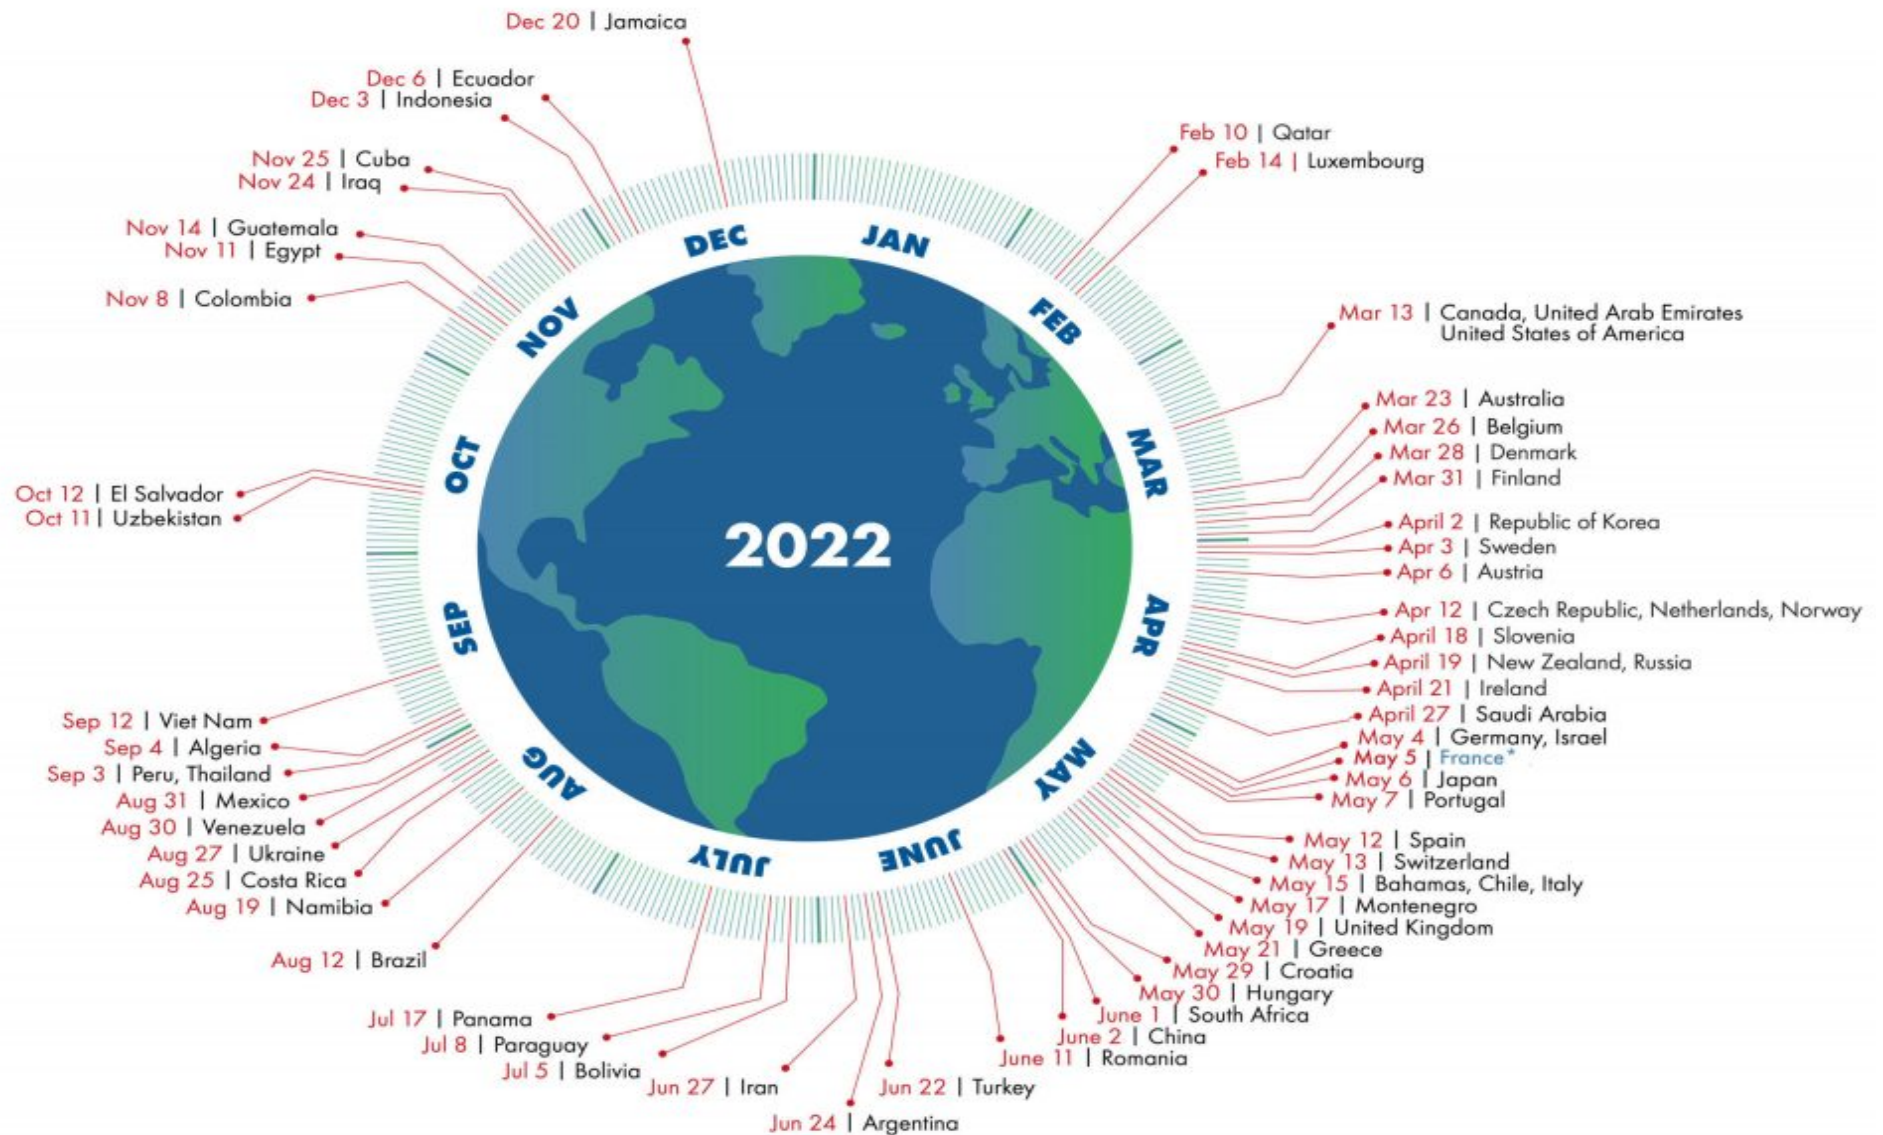 Dec 20 | Jamaica
Dec 6 | Ecuador
Dec 3 | Indonesia
Nov 25 | Cuba
Nov 24 | Iraq
Nov 14 | Guatemala
Nov 11 | Egypt
Nov 8 | Colombia
Oct 12 | El Salvador
Oct 11| Uzbekistan
Sep 12 | Viet Nam
Sep 4 | Algeria
Sep 3 | Peru, Thailand
Aug 31 | Mexico
Aug 30 | Venezuela
Aug 27 | Ukraine
Aug 25 | Costa Rica
Aug 19 | Namibia
Aug 12 | Brazil
Jul 17 | Panama
Jul 8 | Paraguay
Jul 5 | Bolivia
Jun 27 | Iran
Jun 24 | Argentina
Jun 22 | Turkey
Feb 10 | Qatar
Feb 14 | Luxembourg
Mar 13 | Canada, United Arab Emirates
United States of America
Mar 23 | Australia
Mar 26 | Belgium
Mar 28 | Denmark
Mar 31 | Finland
April 2 | Republic of Korea
Apr 3 | Sweden
Apr 6 | Austria
Apr 12 | Czech Republic, Netherlands, Norway
April 18 | Slovenia
April 19 | New Zealand, Russia
April 21 | Ireland
April 27 | Saudi Arabia
May 4 | Germany, Israel
May 5 | France*
May 6 | Japan
May 7 | Portugal
May 12 | Spain
May 13 | Switzerland
May 15 | Bahamas, Chile, Italy
May 17 | Montenegro
May 19 | United Kingdom
May 21 | Greece
May 29 | Croatia
May 30 | Hungary
June 1 | South Africa
June 2 | China
June 11 | Romania
JAN
FEB
MAR
APR
MAY
JUNE
JULY
AUG
SEP
OCT
NOV
DEC
2022